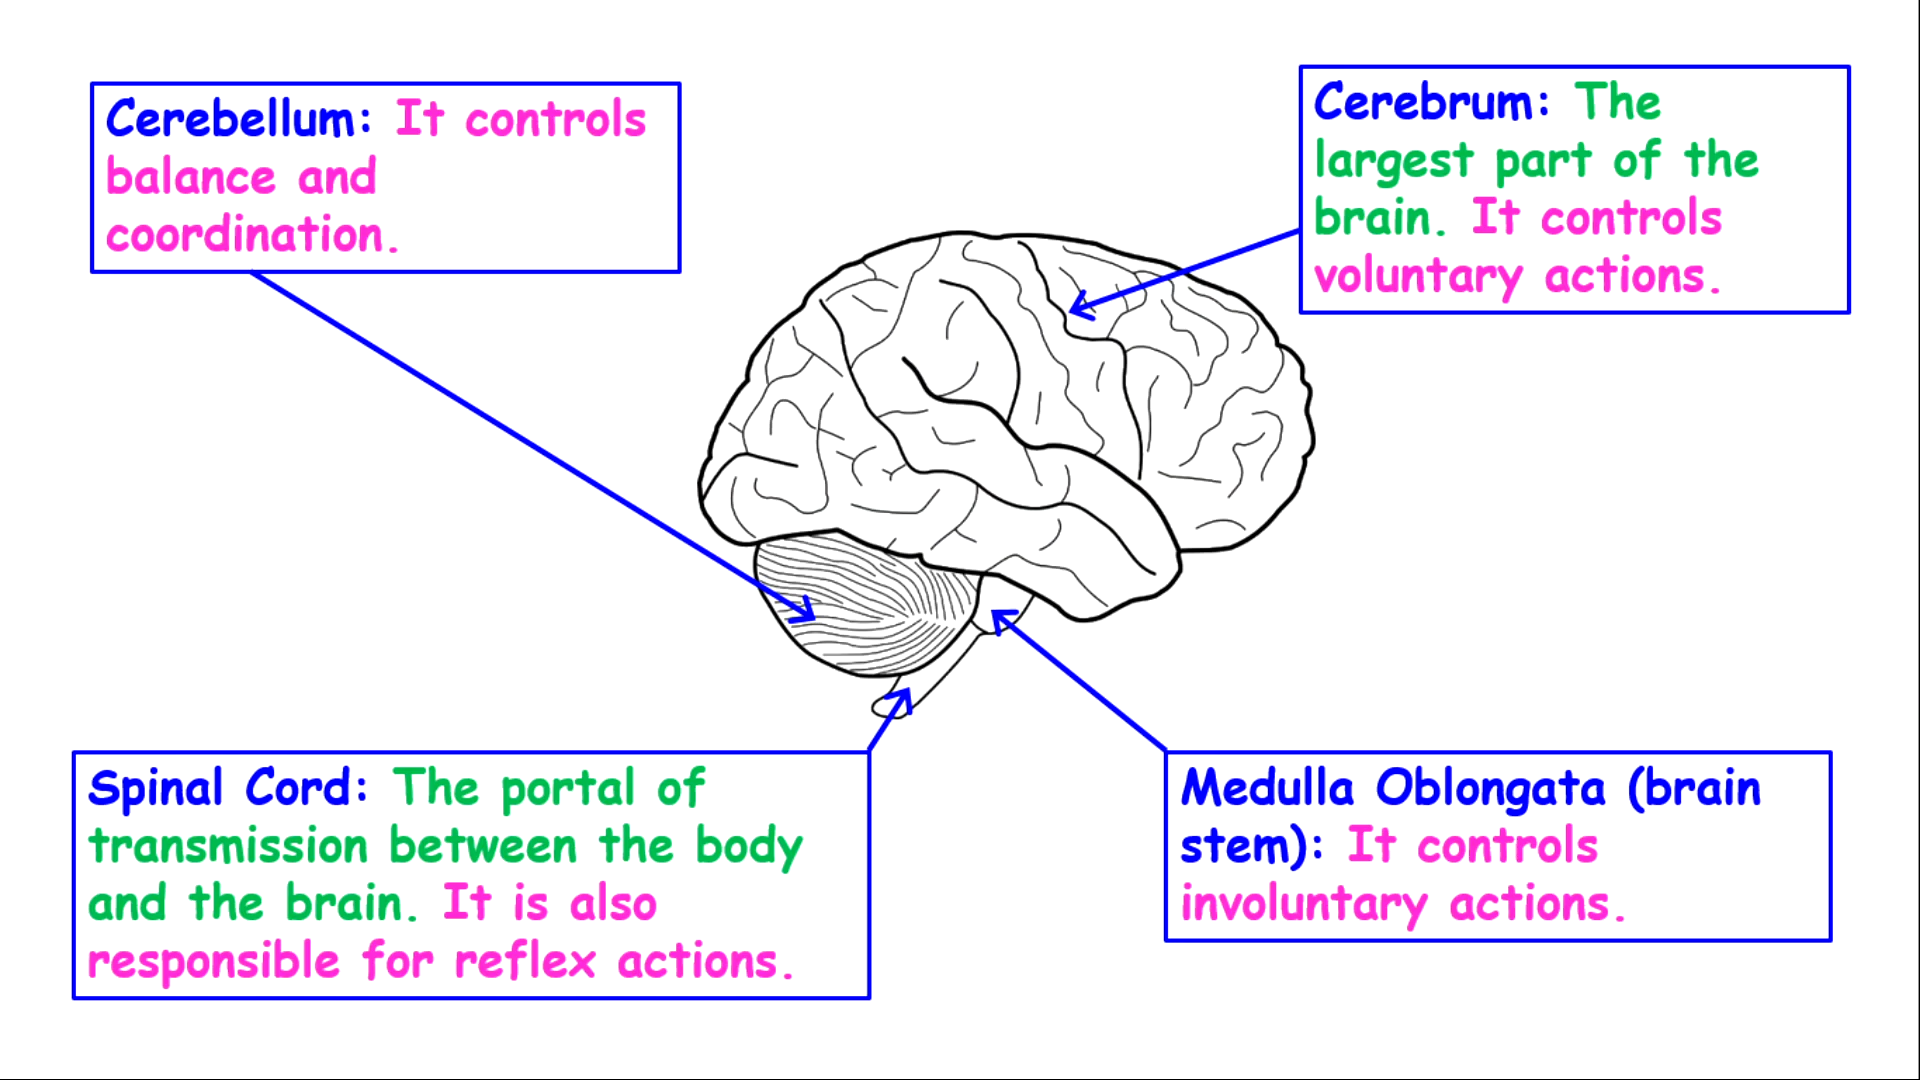 Cerebellum: It controls
balance and
coordination.
Cerebrum: The
largest part of the
brain. It controls
voluntary actions.
Spinal Cord: The portal of
transmission between the body
and the brain. It is also
responsible for reflex actions.
Medulla Oblongata (brain
stem): It controls
involuntary actions.